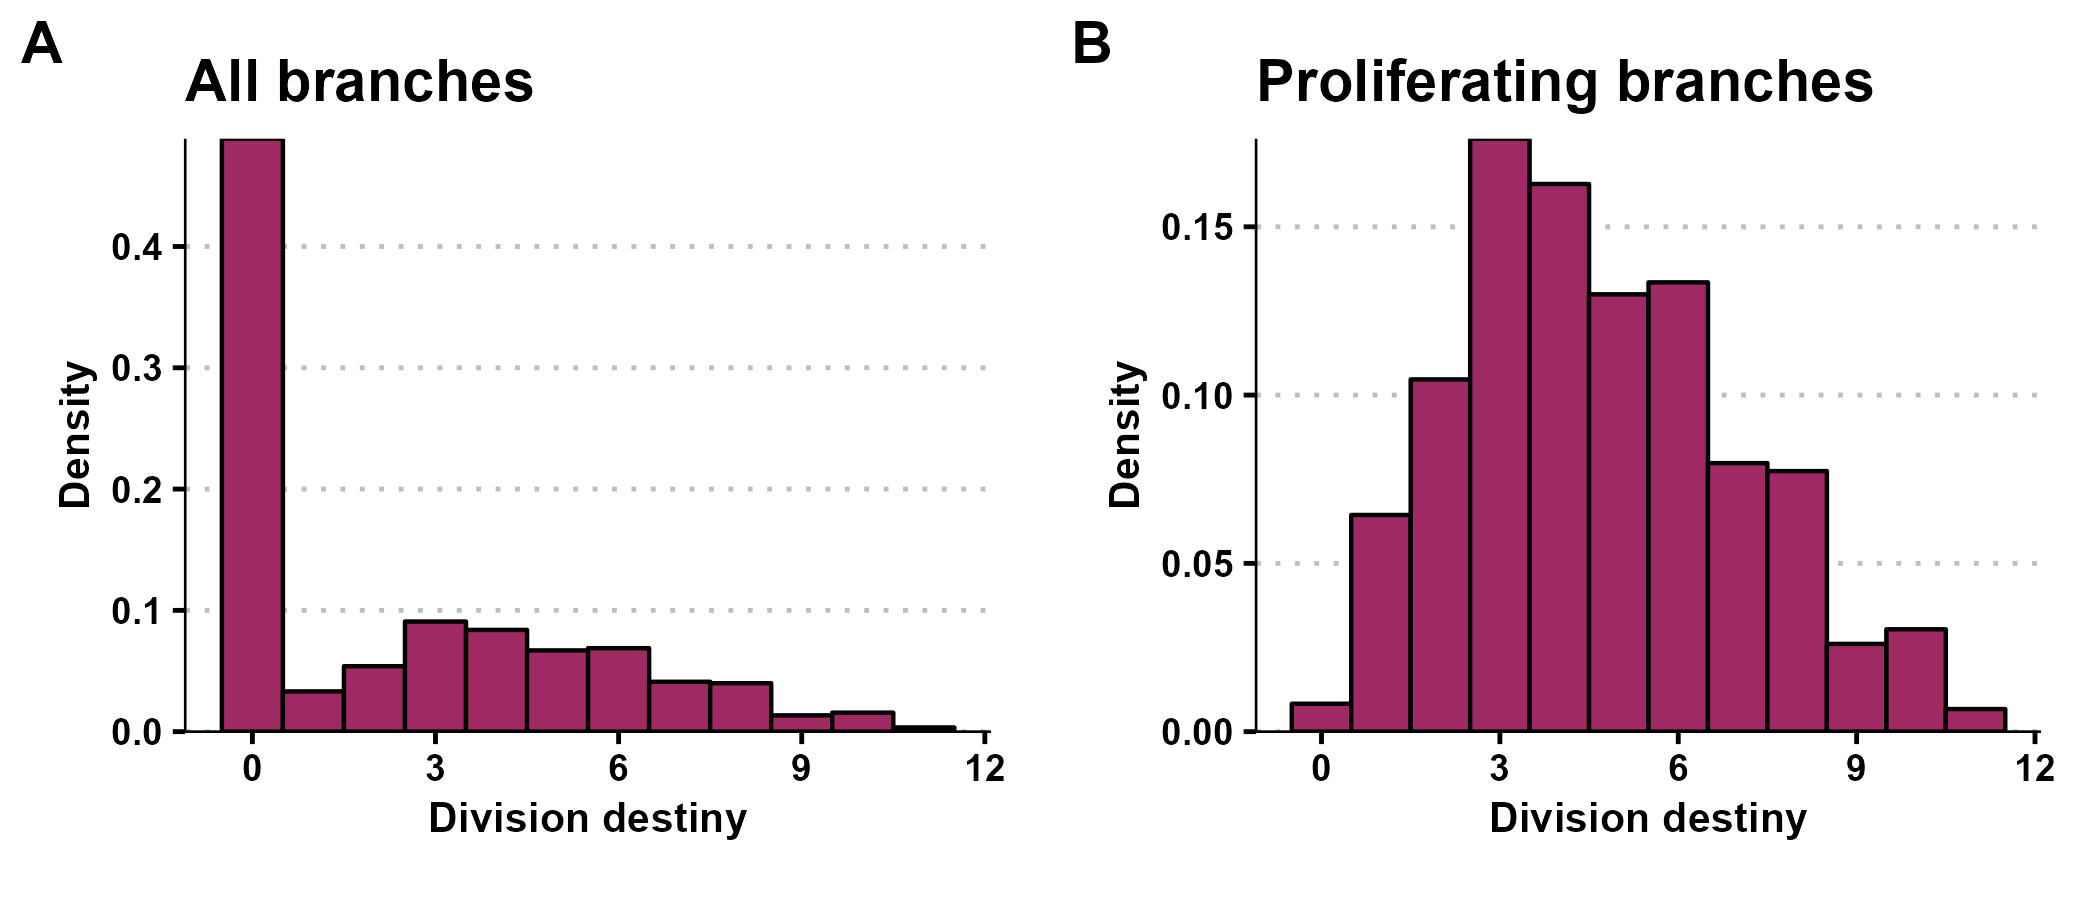 A
All branches
0.4
0.3
0.2
0.1
0.0
Density
0 3 6 9 12
Division destiny
B
Proliferating branches
0.15
0.10
0.05
0.00
Density
0 3 6 9 12
Division destiny